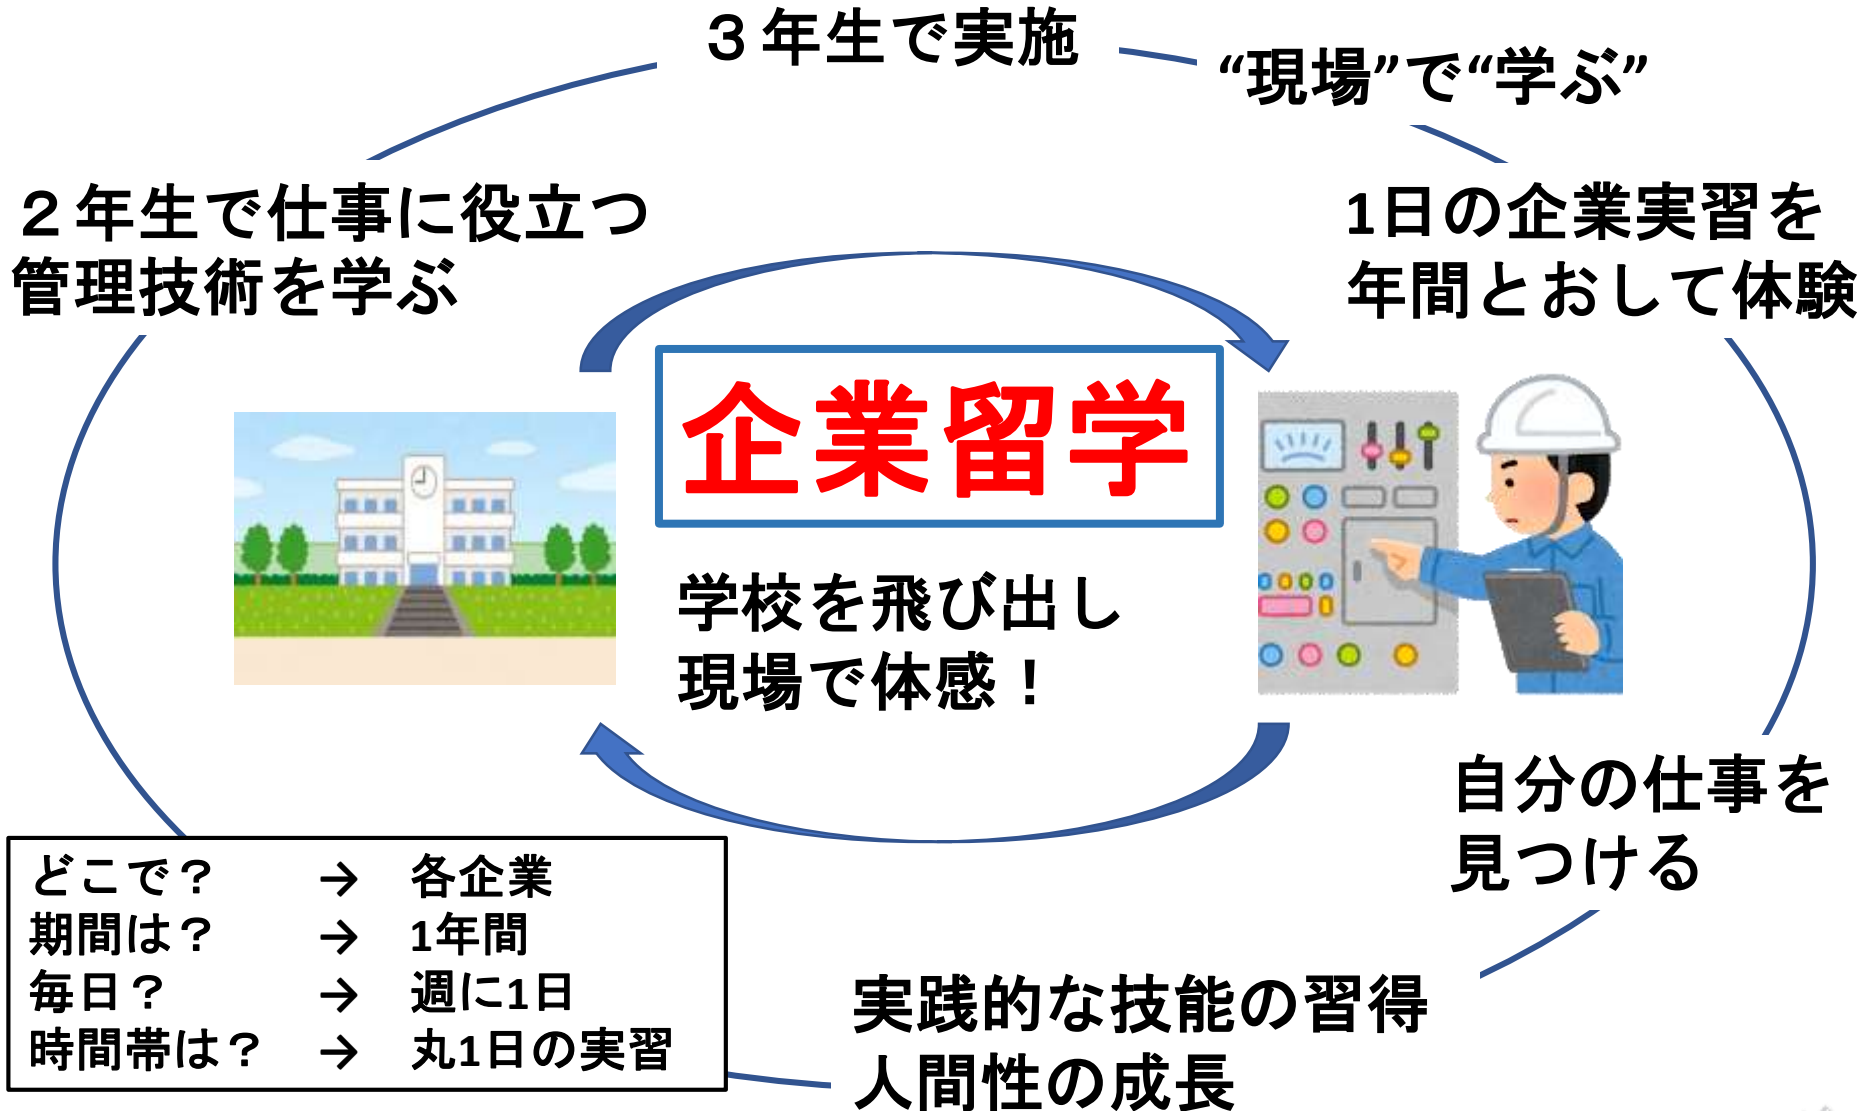 ３年生で実施
“現場”で“学ぶ”
２年生で仕事に役立つ
管理技術を学ぶ
1日の企業実習を
年間とおして体験
企業留学
学校を飛び出し
現場で体感！
自分の仕事を
見つける
どこで？ → 各企業
期間は？ → 1年間
毎日？ → 週に1日
時間帯は？ → 丸1日の実習
実践的な技能の習得
人間性の成長